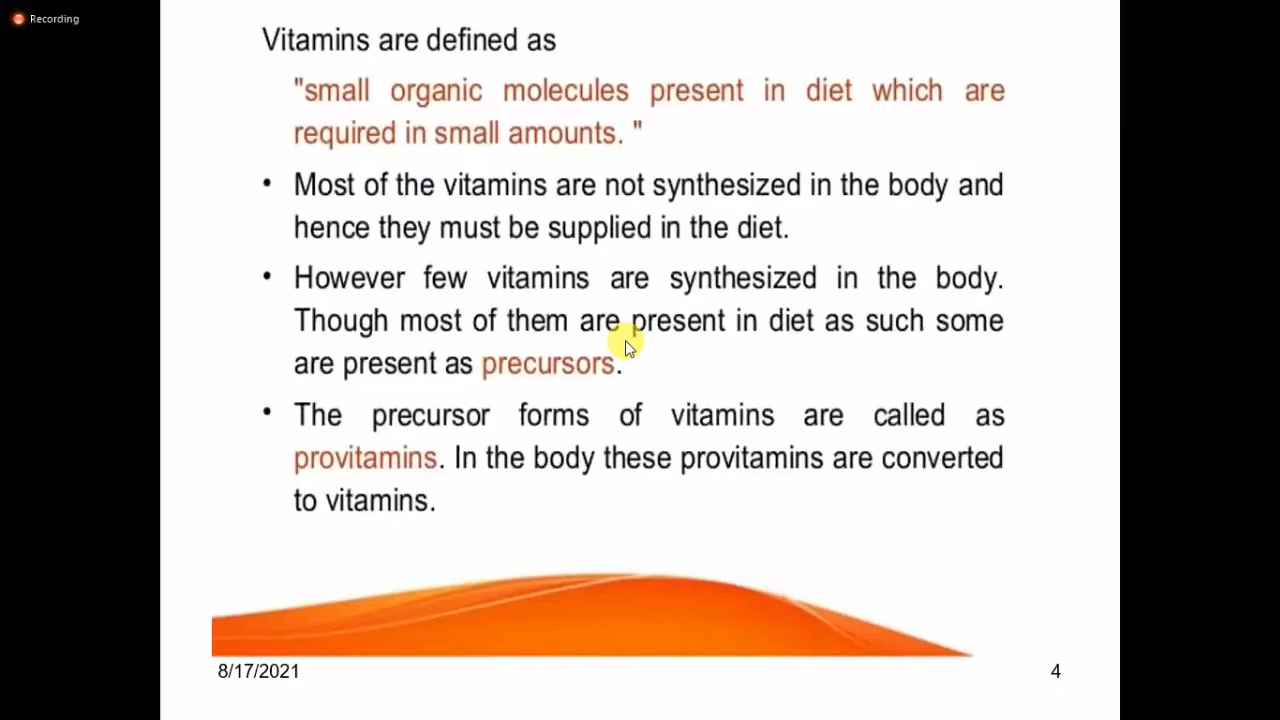 Recording
Vitamins are defined as
"small organic molecules present in diet which are
required in small amounts. "
• Most of the vitamins are not synthesized in the body and
hence they must be supplied in the diet.
• However few vitamins are synthesized in the body.
Though most of them are present in diet as such some
are present as precursors.
• The precursor forms of vitamins are called as
provitamins. In the body these provitamins are converted
to vitamins.
8/17/2021
4